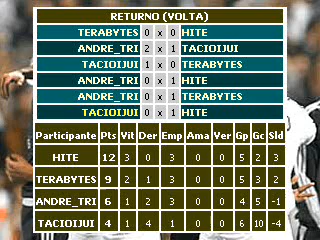 RETURNO (VOLTA)
TERABYTES 0 x 0 HITE
ANDRE_TRI 2 x 1 TACIOIJUI
TACIOIJUI 1 x 0 TERABYTES
ANDRE_TRI 0 x 1 HITE
ANDRE_TRI 0 x 1 TERABYTES
TACIOIJUI 0 x 1 HITE
Participante Pts Vit Der Emp Ama Ver Gp Gc Sld
HITE 12 3 0 3 0 0 5 2 3
TERABYTES 9 2 1 3 0 0 5 3 2
ANDRE_TRI 6 1 2 3 0 0 4 5 -1
TACIOIJUI 4 1 4 1 0 0 6 10 -4